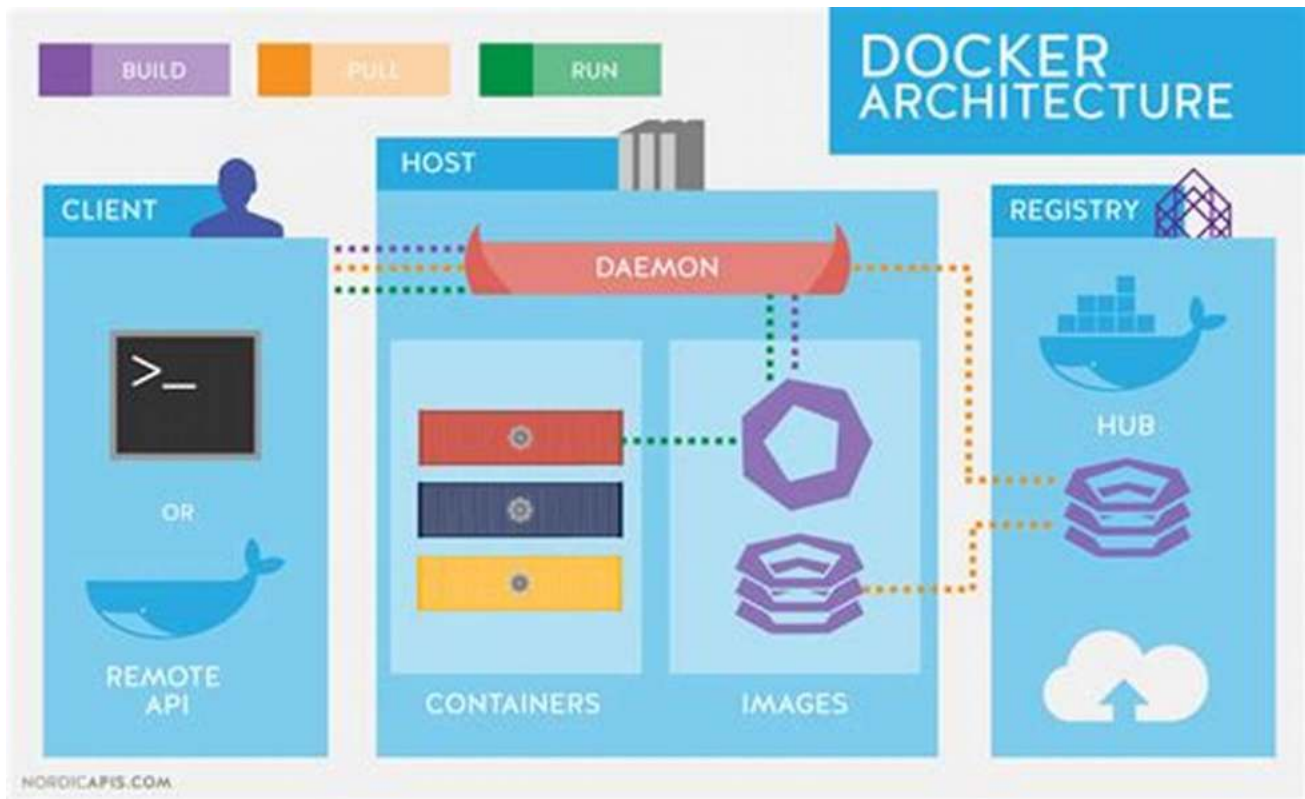 BUILD
PULL
RUN
DOCKER
ARCHITECTURE
HOST
CLIENT
REGISTRY
DAEMON
>_
HUB
OR
REMOTE
API
CONTAINERS
IMAGES
NORDICAPIS.COM